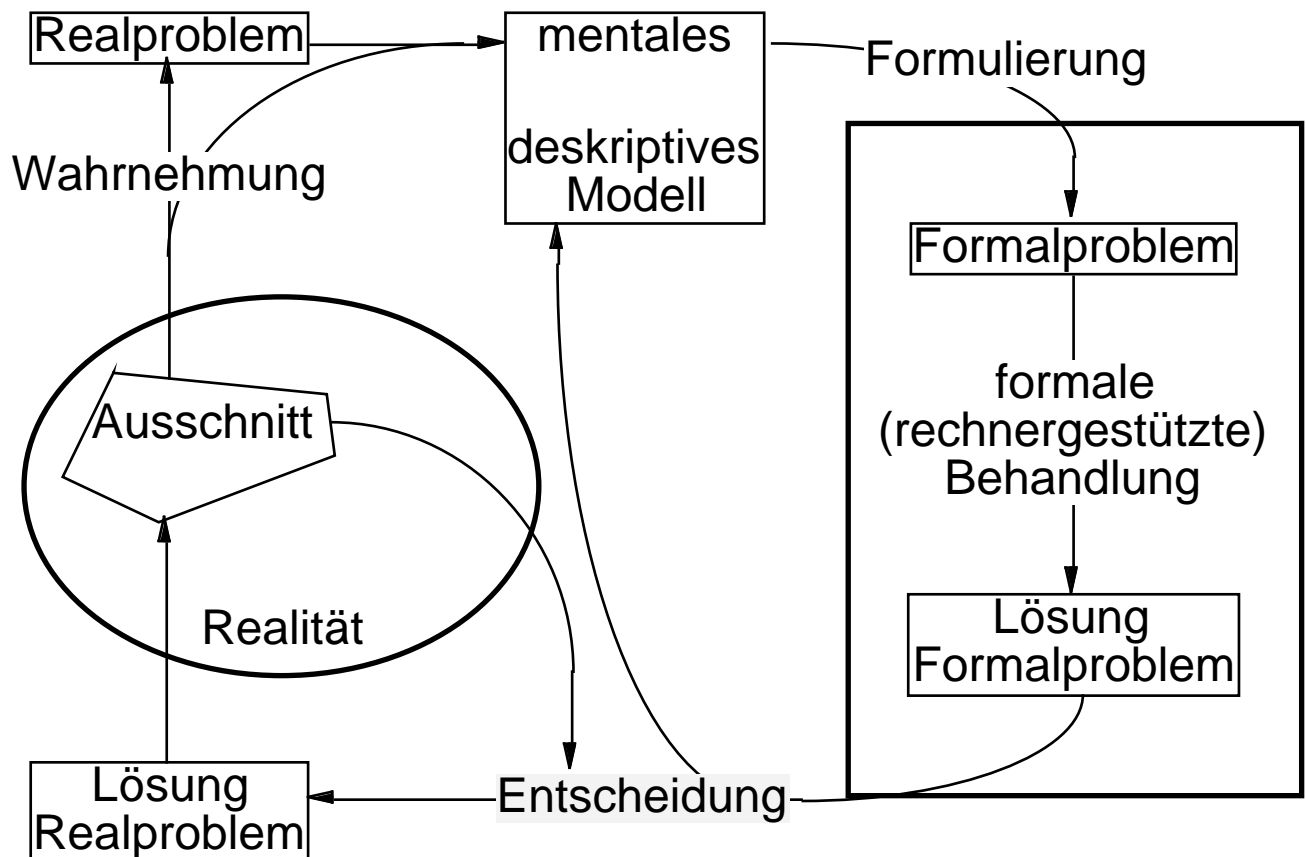 Realproblem
mentales
deskriptives
Modell
Formulierung
Wahrnehmung
Formalproblem
formale
(rechnergestützte)
Behandlung
Ausschnitt
Realität
Lösung
Formalproblem
Entscheidung
Lösung
Realproblem